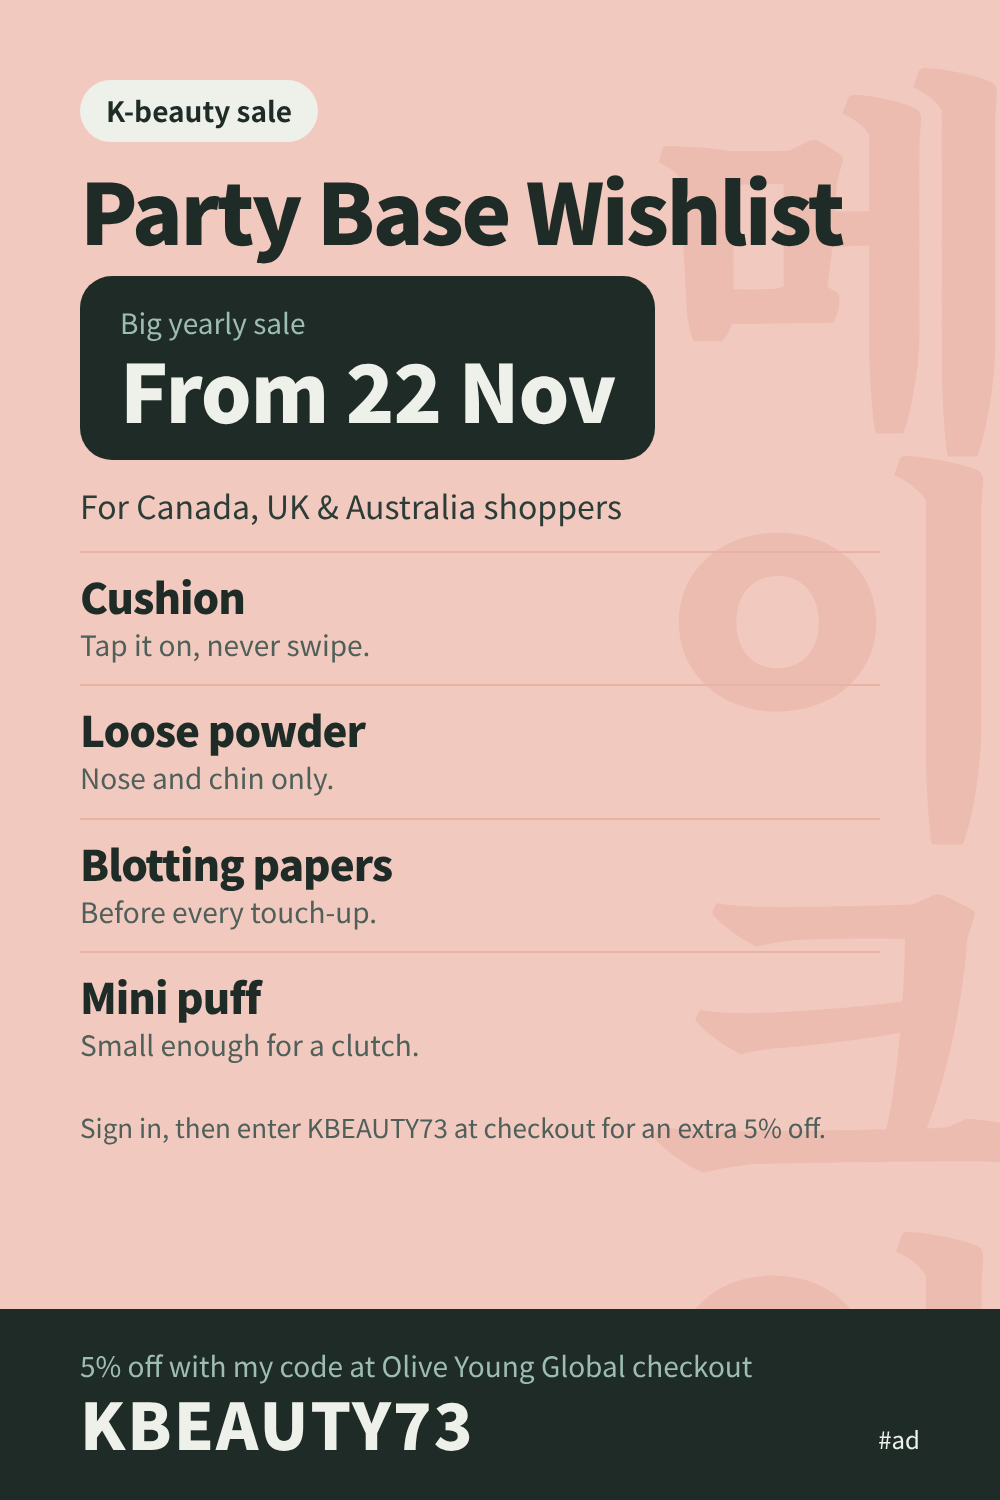 K-beauty sale
Party Base Wishlist
Big yearly sale
From 22 Nov
For Canada, UK & Australia shoppers
Cushion
Tap it on, never swipe.
Loose powder
Nose and chin only.
Blotting papers
Before every touch-up.
Mini puff
Small enough for a clutch.
Sign in, then enter KBEAUTY73 at checkout for an extra 5% off.
5% off with my code at Olive Young Global checkout
KBEAUTY73
#ad
메
이
크